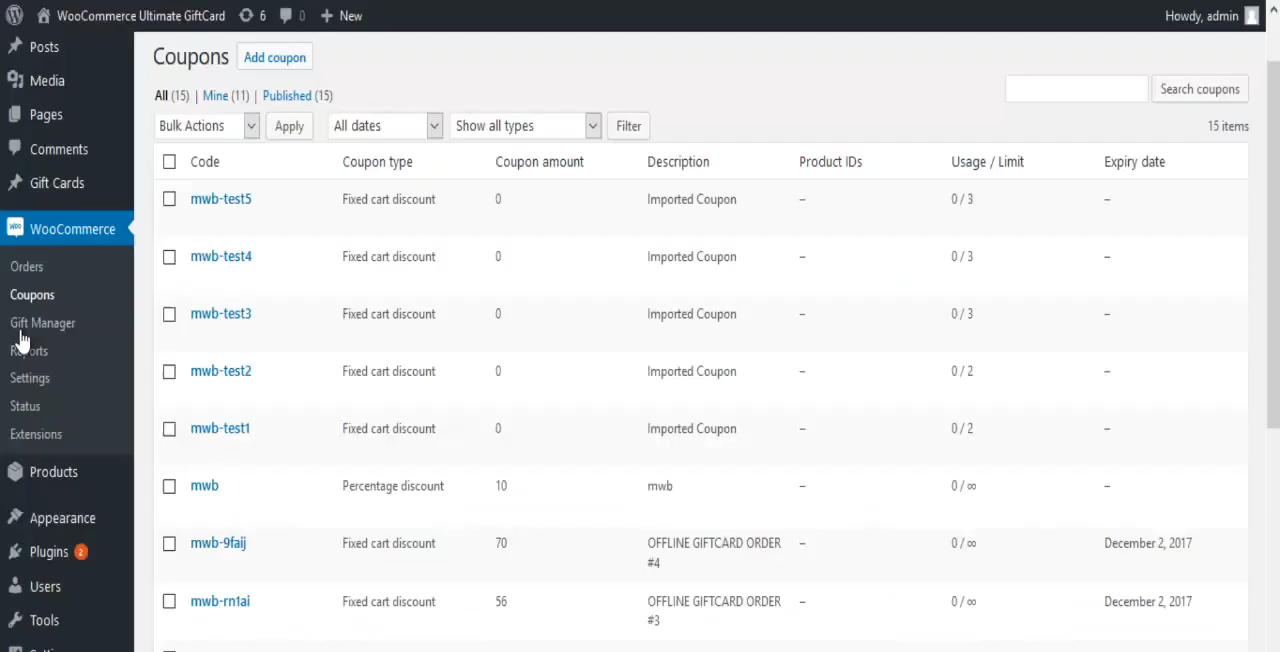 WooCommerce Ultimate GiftCard 6 0 New Howdy, admin
Posts
Media
Pages
Comments
Gift Cards
WooCommerce
Orders
Coupons
Gift Manager
Reports
Settings
Status
Extensions
Products
Appearance
Plugins 2
Users
Tools
Coupons Add coupon
All (15) | Mine (11) | Published (15)
Search coupons
Bulk Actions Apply All dates Show all types Filter 15 items
Code Coupon type Coupon amount Description Product IDs Usage / Limit Expiry date
mwb-test5 Fixed cart discount 0 Imported Coupon – 0 / 3 –
mwb-test4 Fixed cart discount 0 Imported Coupon – 0 / 3 –
mwb-test3 Fixed cart discount 0 Imported Coupon – 0 / 3 –
mwb-test2 Fixed cart discount 0 Imported Coupon – 0 / 2 –
mwb-test1 Fixed cart discount 0 Imported Coupon – 0 / 2 –
mwb Percentage discount 10 mwb – 0 / ∞ –
mwb-9faij Fixed cart discount 70 OFFLINE GIFTCARD ORDER – 0 / ∞ December 2, 2017
#4
mwb-rn1ai Fixed cart discount 56 OFFLINE GIFTCARD ORDER – 0 / ∞ December 2, 2017
#3